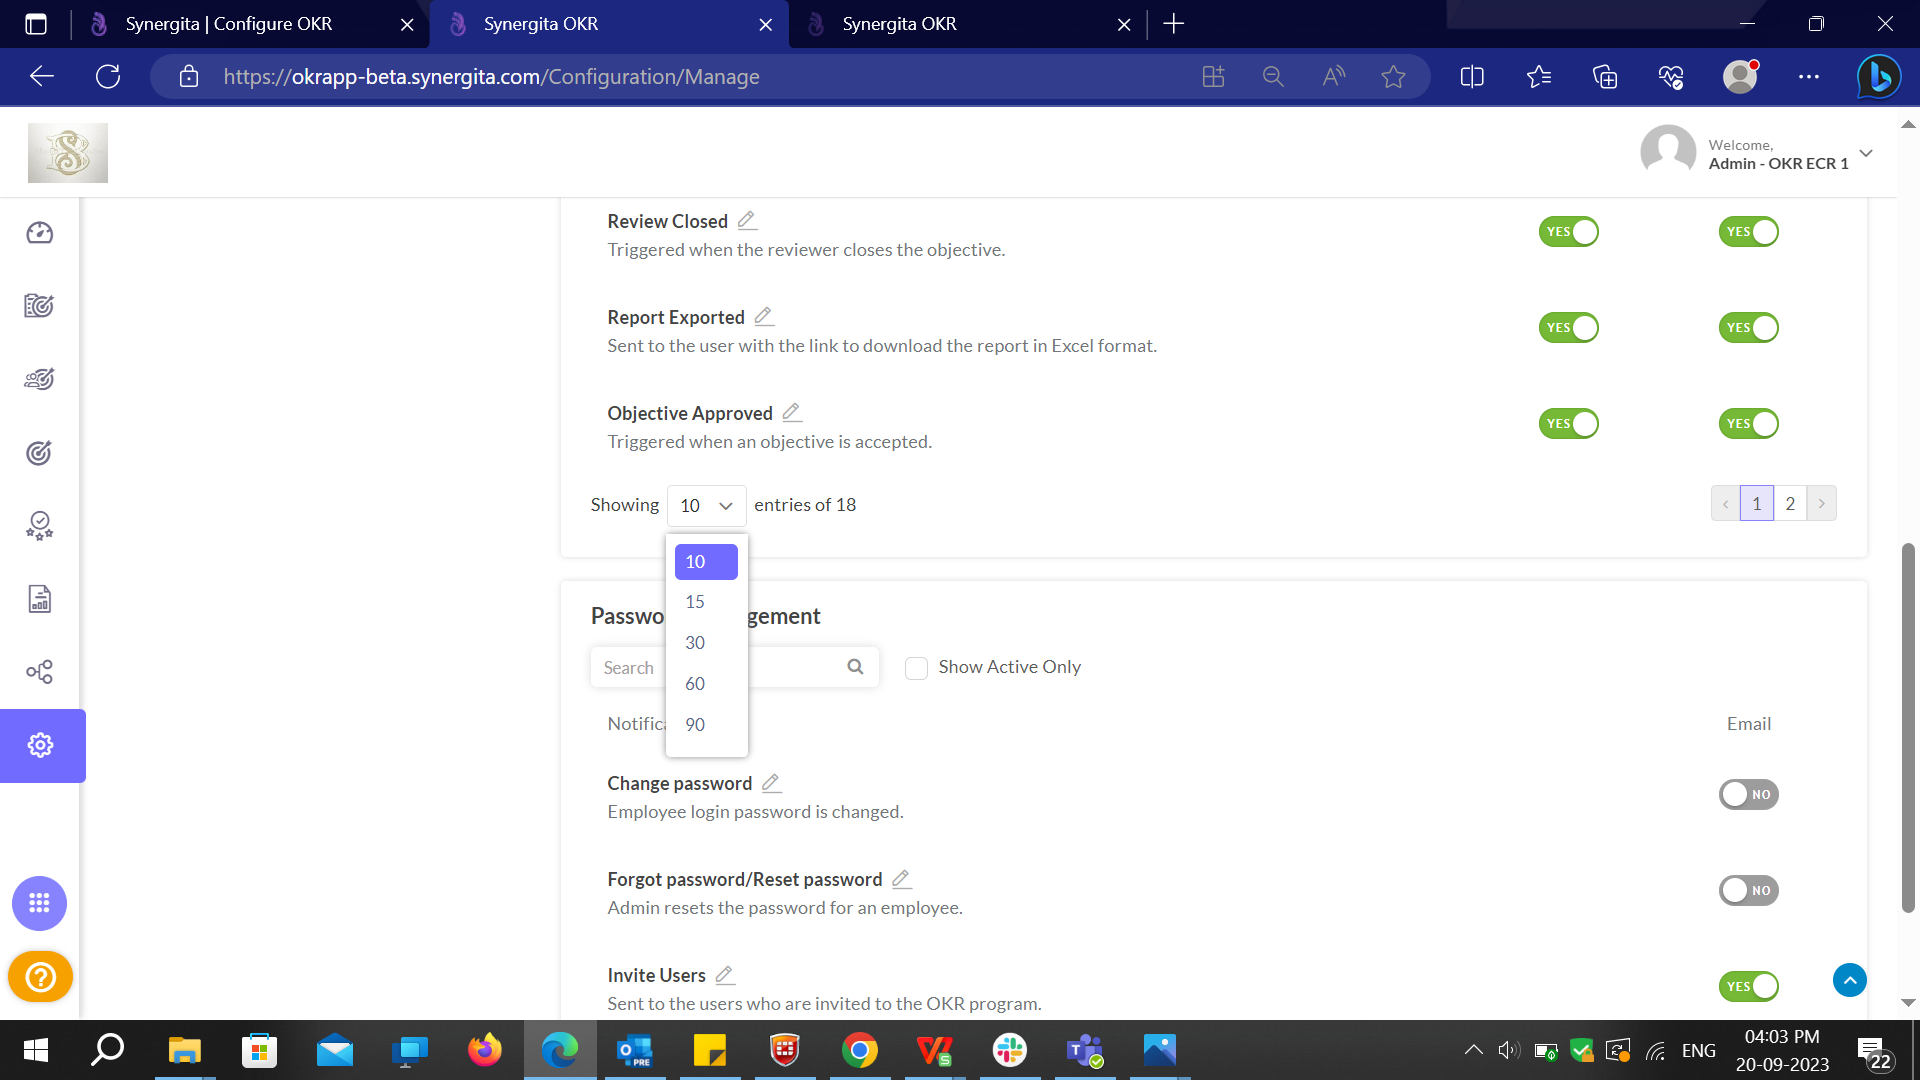 Synergita | Configure OKR
Synergita OKR
Synergita OKR
https://okrapp-beta.synergita.com/Configuration/Manage
Welcome,
Admin - OKR ECR 1
Review Closed
Triggered when the reviewer closes the objective.
YES YES
Report Exported
Sent to the user with the link to download the report in Excel format.
YES YES
Objective Approved
Triggered when an objective is accepted.
YES YES
Showing 10 entries of 18
< 1 2 >
10
15
30
60
90
Passwo gement
Search
Show Active Only
Notific Email
Change password
Employee login password is changed.
NO
Forgot password/Reset password
Admin resets the password for an employee.
NO
Invite Users
Sent to the users who are invited to the OKR program.
YES
PRE
ENG
04:03 PM
20-09-2023
22